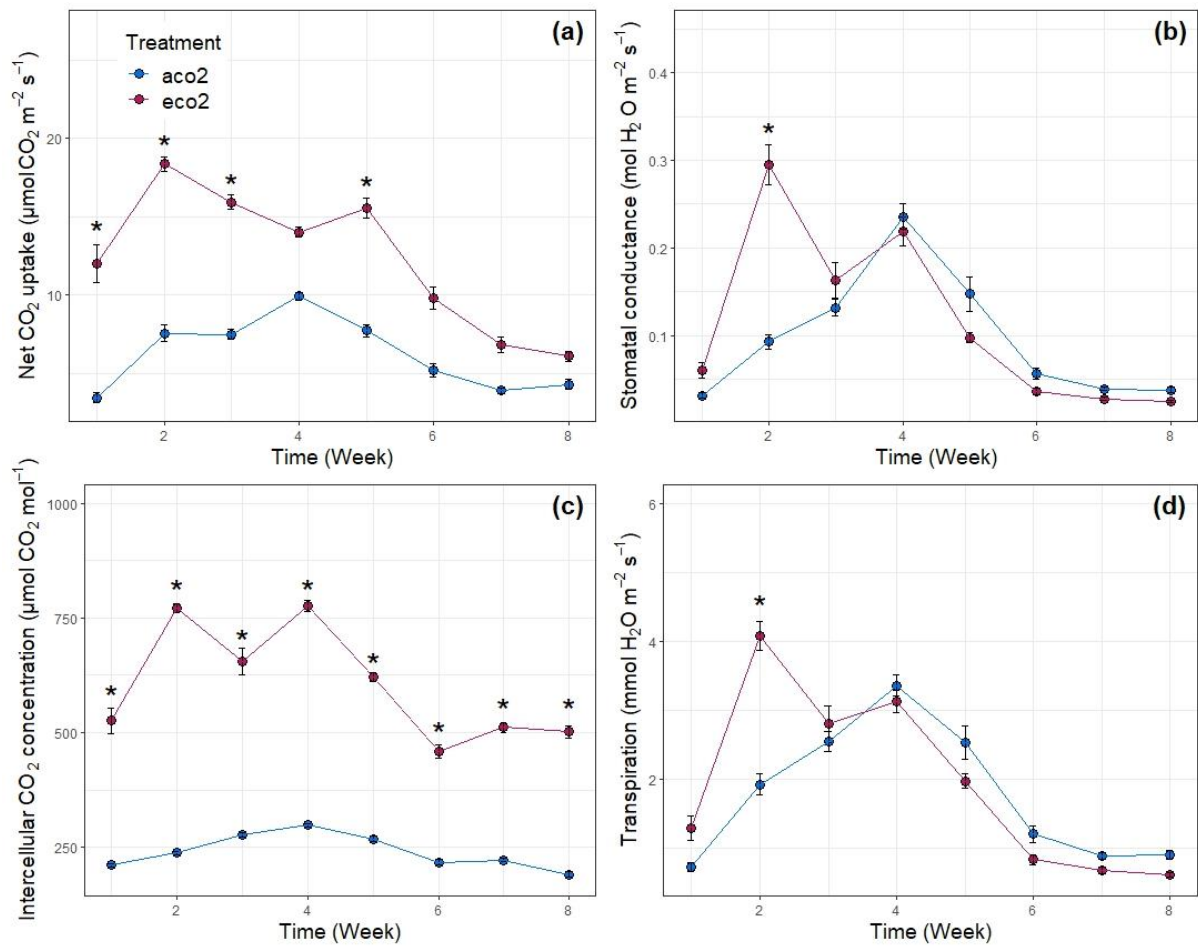 (a)
Treatment
aco2
eco2
Net CO₂ uptake (µmol CO₂ m⁻² s⁻¹)
20
10
*
*
*
*
2
4
6
8
Time (Week)
(b)
Stomatal conductance (mol H₂ O m⁻² s⁻¹)
0.4
0.3
0.2
0.1
*
2
4
6
8
Time (Week)
(c)
Intercellular CO₂ concentration (µmol CO₂ mol⁻¹)
1000
750
500
250
*
*
*
*
*
*
*
*
2
4
6
8
Time (Week)
(d)
Transpiration (mmol H₂O m⁻² s⁻¹)
6
4
2
*
2
4
6
8
Time (Week)